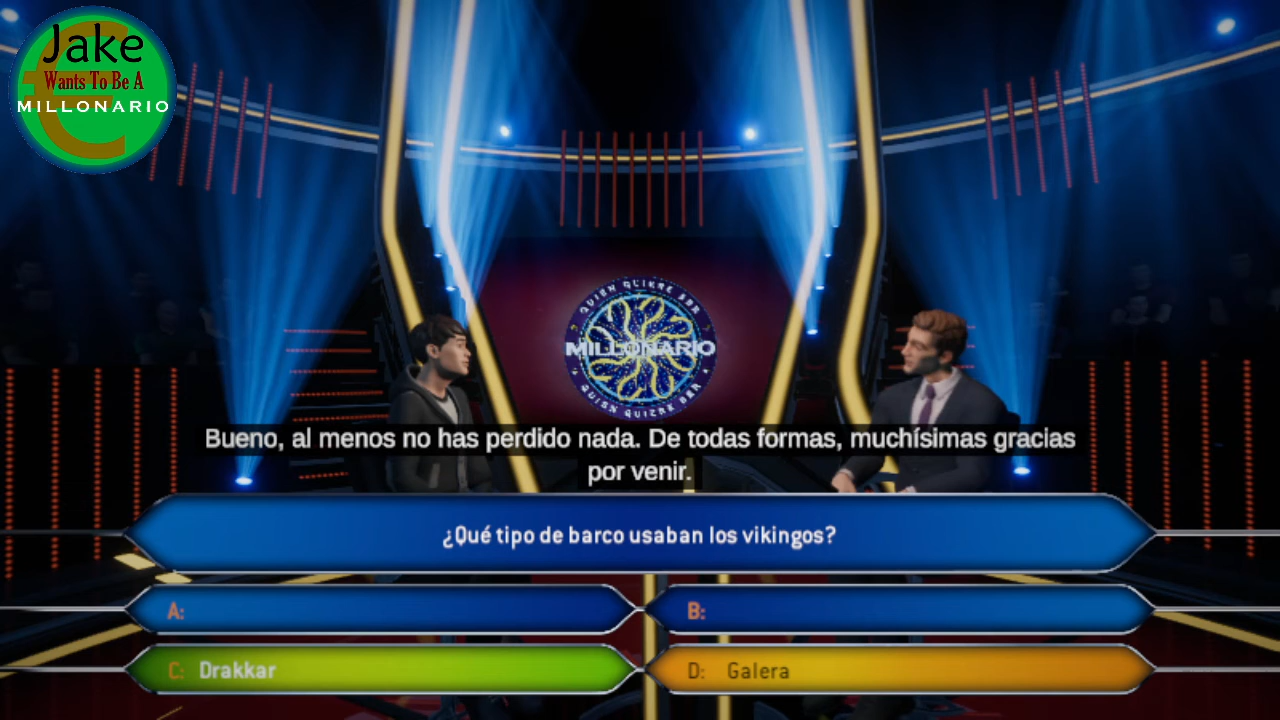 Jake
Wants To Be A
MILLONARIO
QUIEN QUIERE SER
MILLONARIO
QUIEN QUIERE SER
Bueno, al menos no has perdido nada. De todas formas, muchísimas gracias
por venir.
¿Qué tipo de barco usaban los vikingos?
A:
B:
C: Drakkar
D: Galera